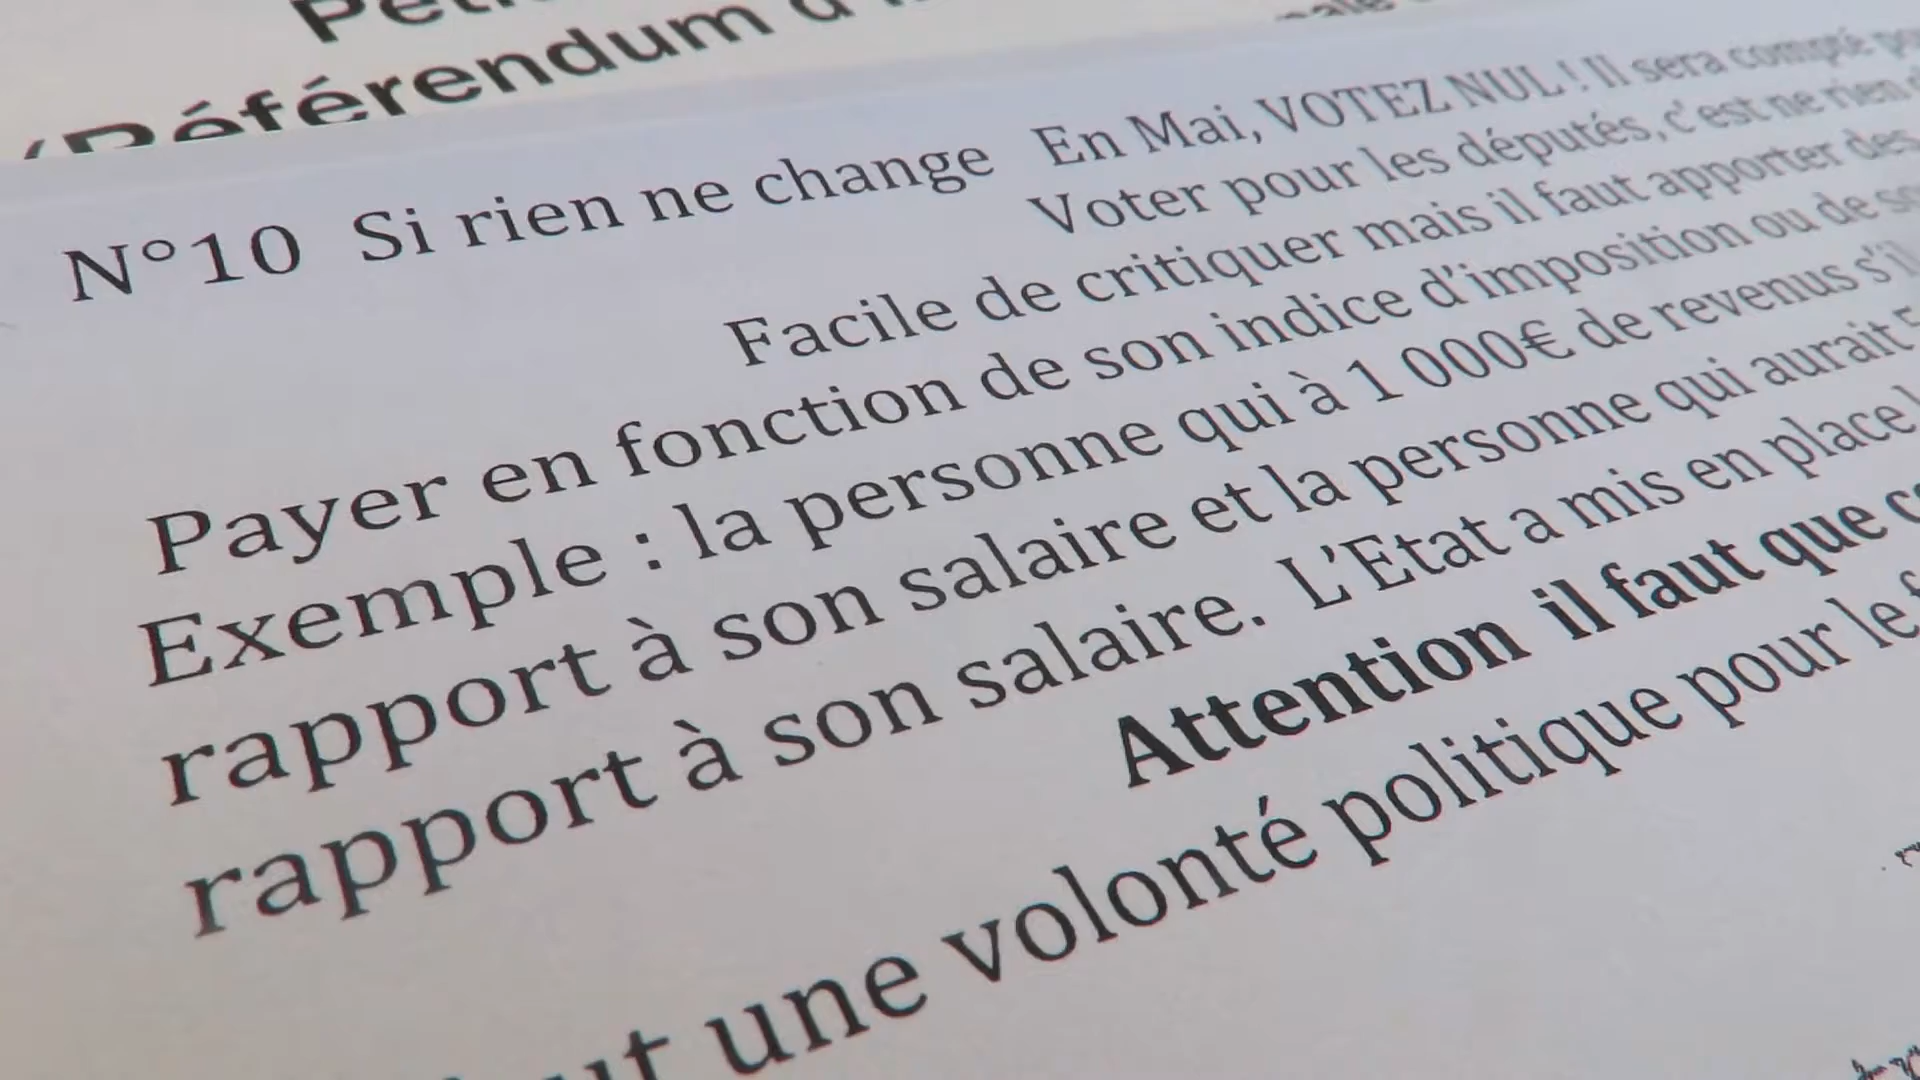 (Référendum d'
N°10 Si rien ne change En Mai, VOTEZ NUL ! Il sera compté
Voter pour les députés, c'est ne rien
Facile de critiquer mais il faut apporter des
Payer en fonction de son indice d'imposition ou de
Exemple : la personne qui à 1 000€ de revenus s'il
rapport à son salaire et la personne qui aurait
rapport à son salaire. L'Etat a mis en place
Attention il faut que
une volonté politique pour le